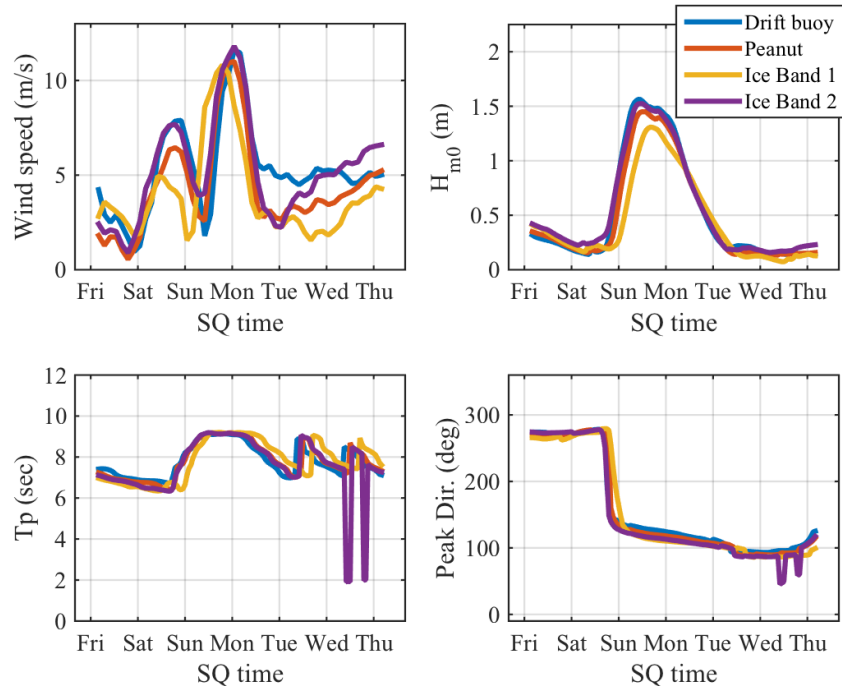 Wind speed (m/s)
10
5
0
Fri Sat Sun Mon Tue Wed Thu
SQ time
H_m0 (m)
2
1.5
1
0.5
0
Fri Sat Sun Mon Tue Wed Thu
SQ time
Drift buoy
Peanut
Ice Band 1
Ice Band 2
Tp (sec)
12
10
8
6
4
2
0
Fri Sat Sun Mon Tue Wed Thu
SQ time
Peak Dir. (deg)
300
200
100
0
Fri Sat Sun Mon Tue Wed Thu
SQ time